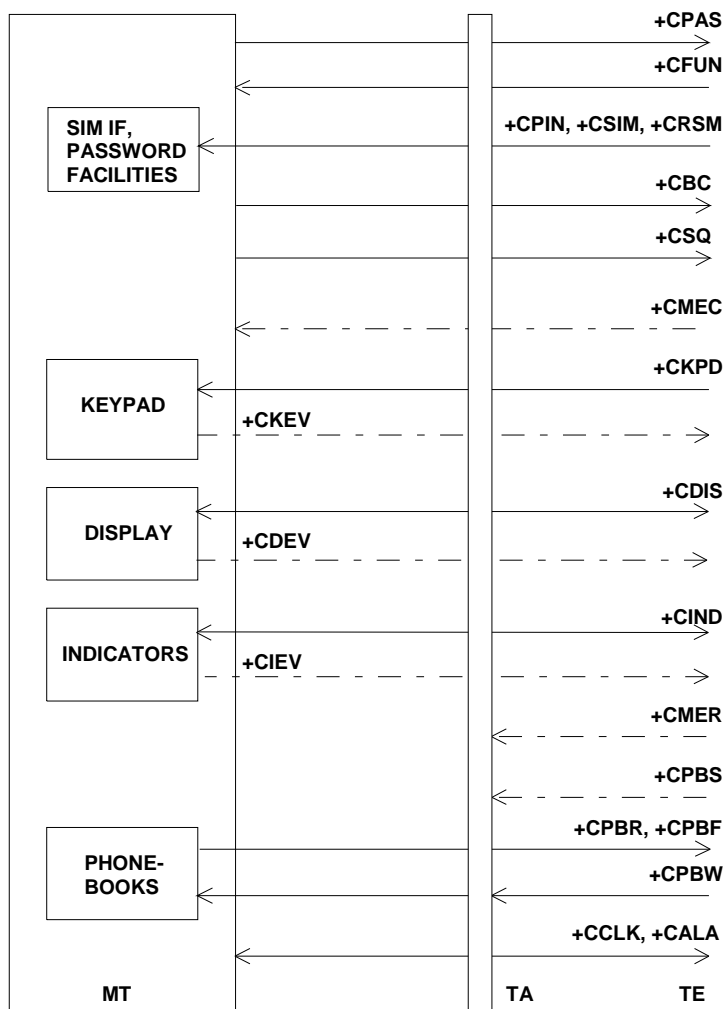 +CPAS
+CFUN
SIM IF,
PASSWORD
FACILITIES
+CPIN, +CSIM, +CRSM
+CBC
+CSQ
+CMEC
+CKPD
KEYPAD
+CKEV
+CDIS
DISPLAY
+CDEV
+CIND
INDICATORS
+CIEV
+CMER
+CPBS
+CPBR, +CPBF
PHONE-
BOOKS
+CPBW
+CCLK, +CALA
MT TA TE